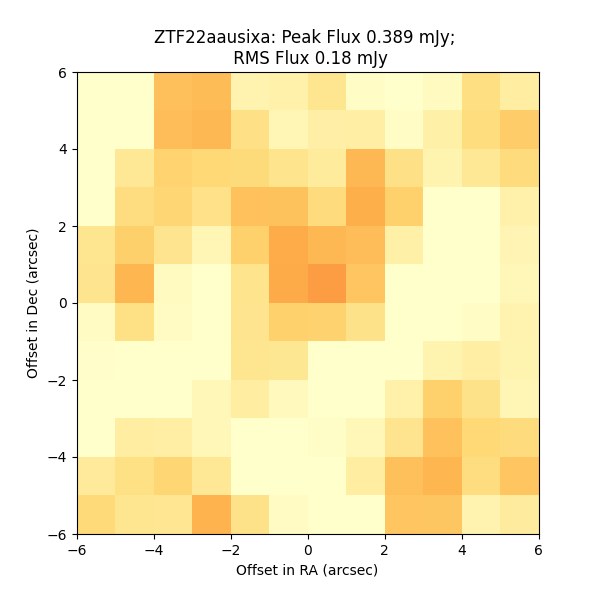 ZTF22aausixa: Peak Flux 0.389 mJy;
RMS Flux 0.18 mJy
6
4
2
0
−2
−4
−6
Offset in Dec (arcsec)
−6 −4 −2 0 2 4 6
Offset in RA (arcsec)